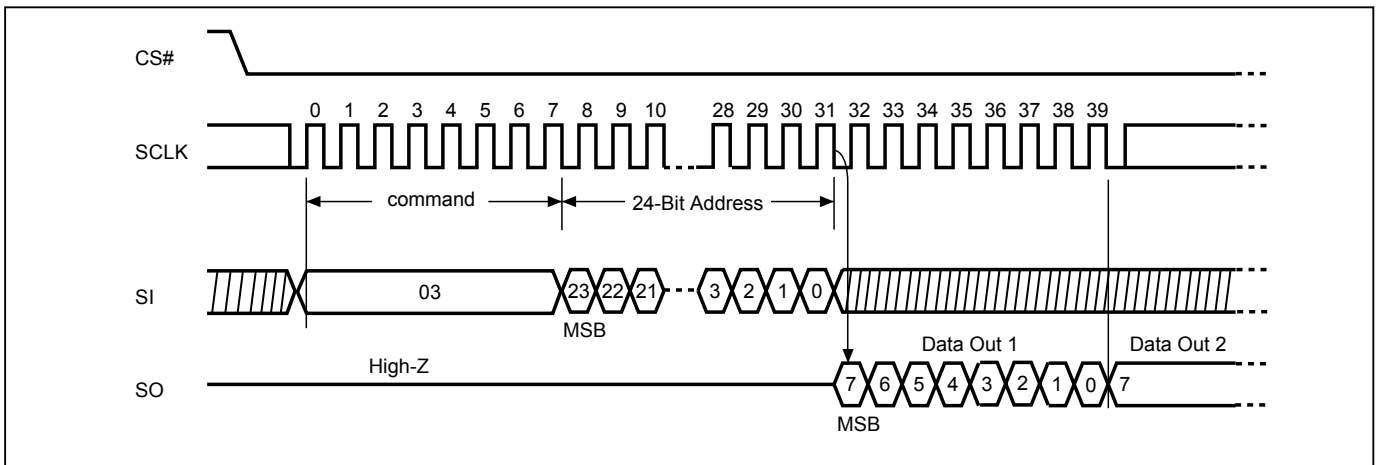 CS#
0 1 2 3 4 5 6 7 8 9 10 28 29 30 31 32 33 34 35 36 37 38 39
SCLK
command 24-Bit Address
SI 03 23 22 21 3 2 1 0
MSB
Data Out 1 Data Out 2
High-Z
SO 7 6 5 4 3 2 1 0 7
MSB